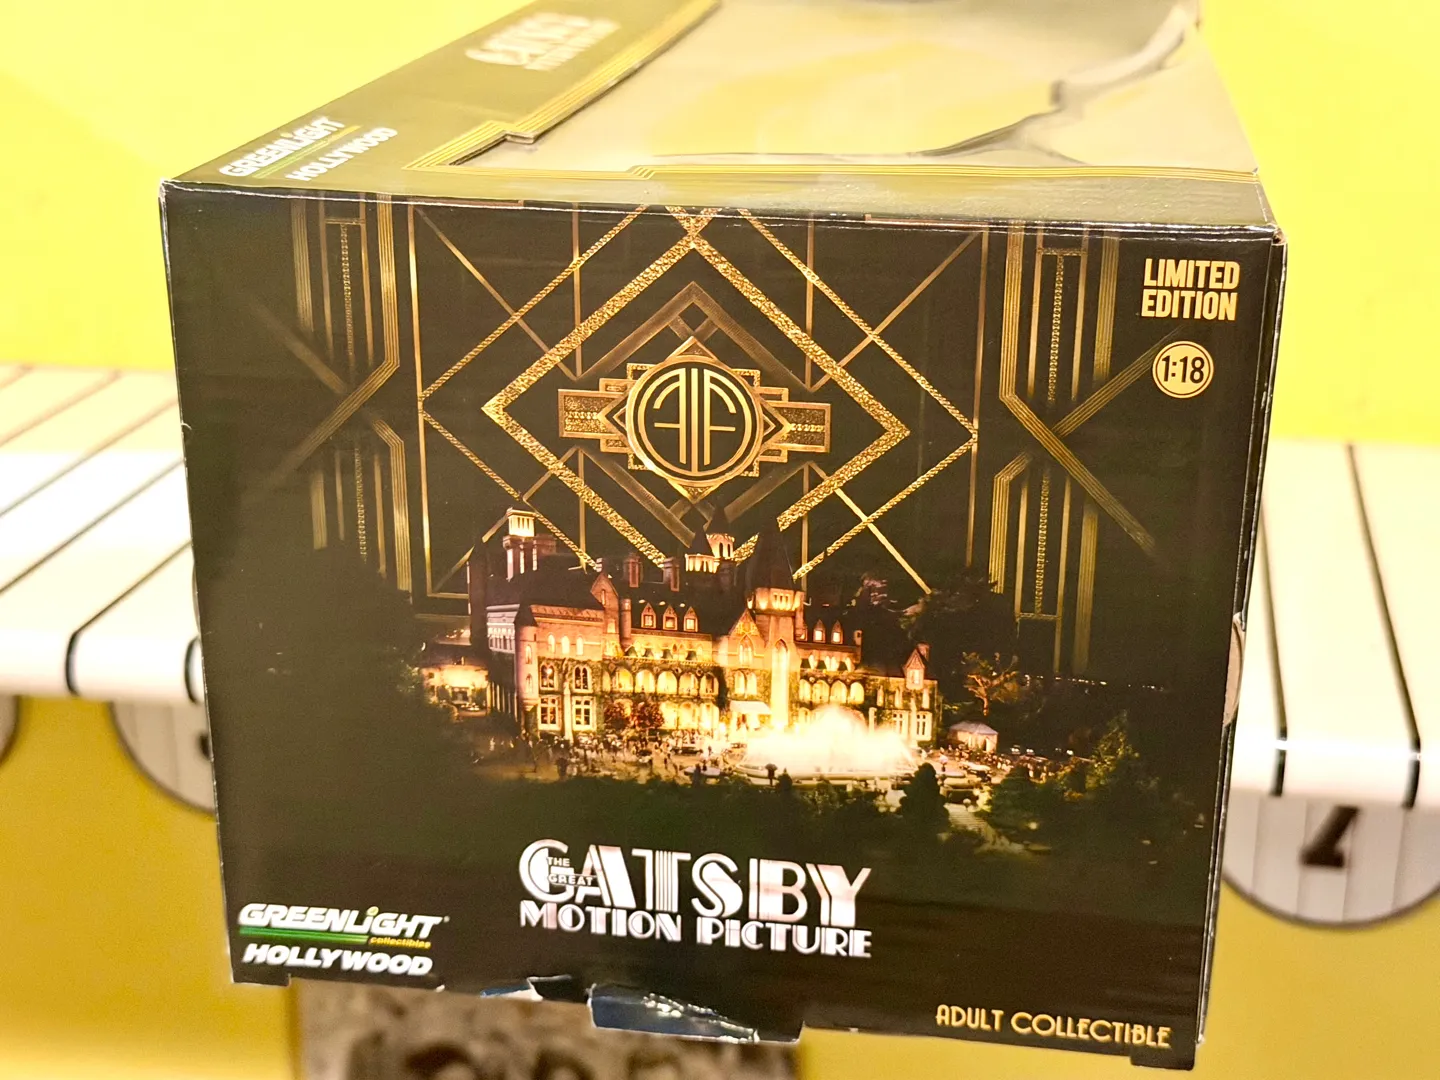 GREENLiGHT
HOLLYWOOD
LIMITED
EDITION
1:18
THE
GREAT
GATSBY
MOTION PICTURE
GREENLiGHT
collectibles
HOLLYWOOD
ADULT COLLECTIBLE